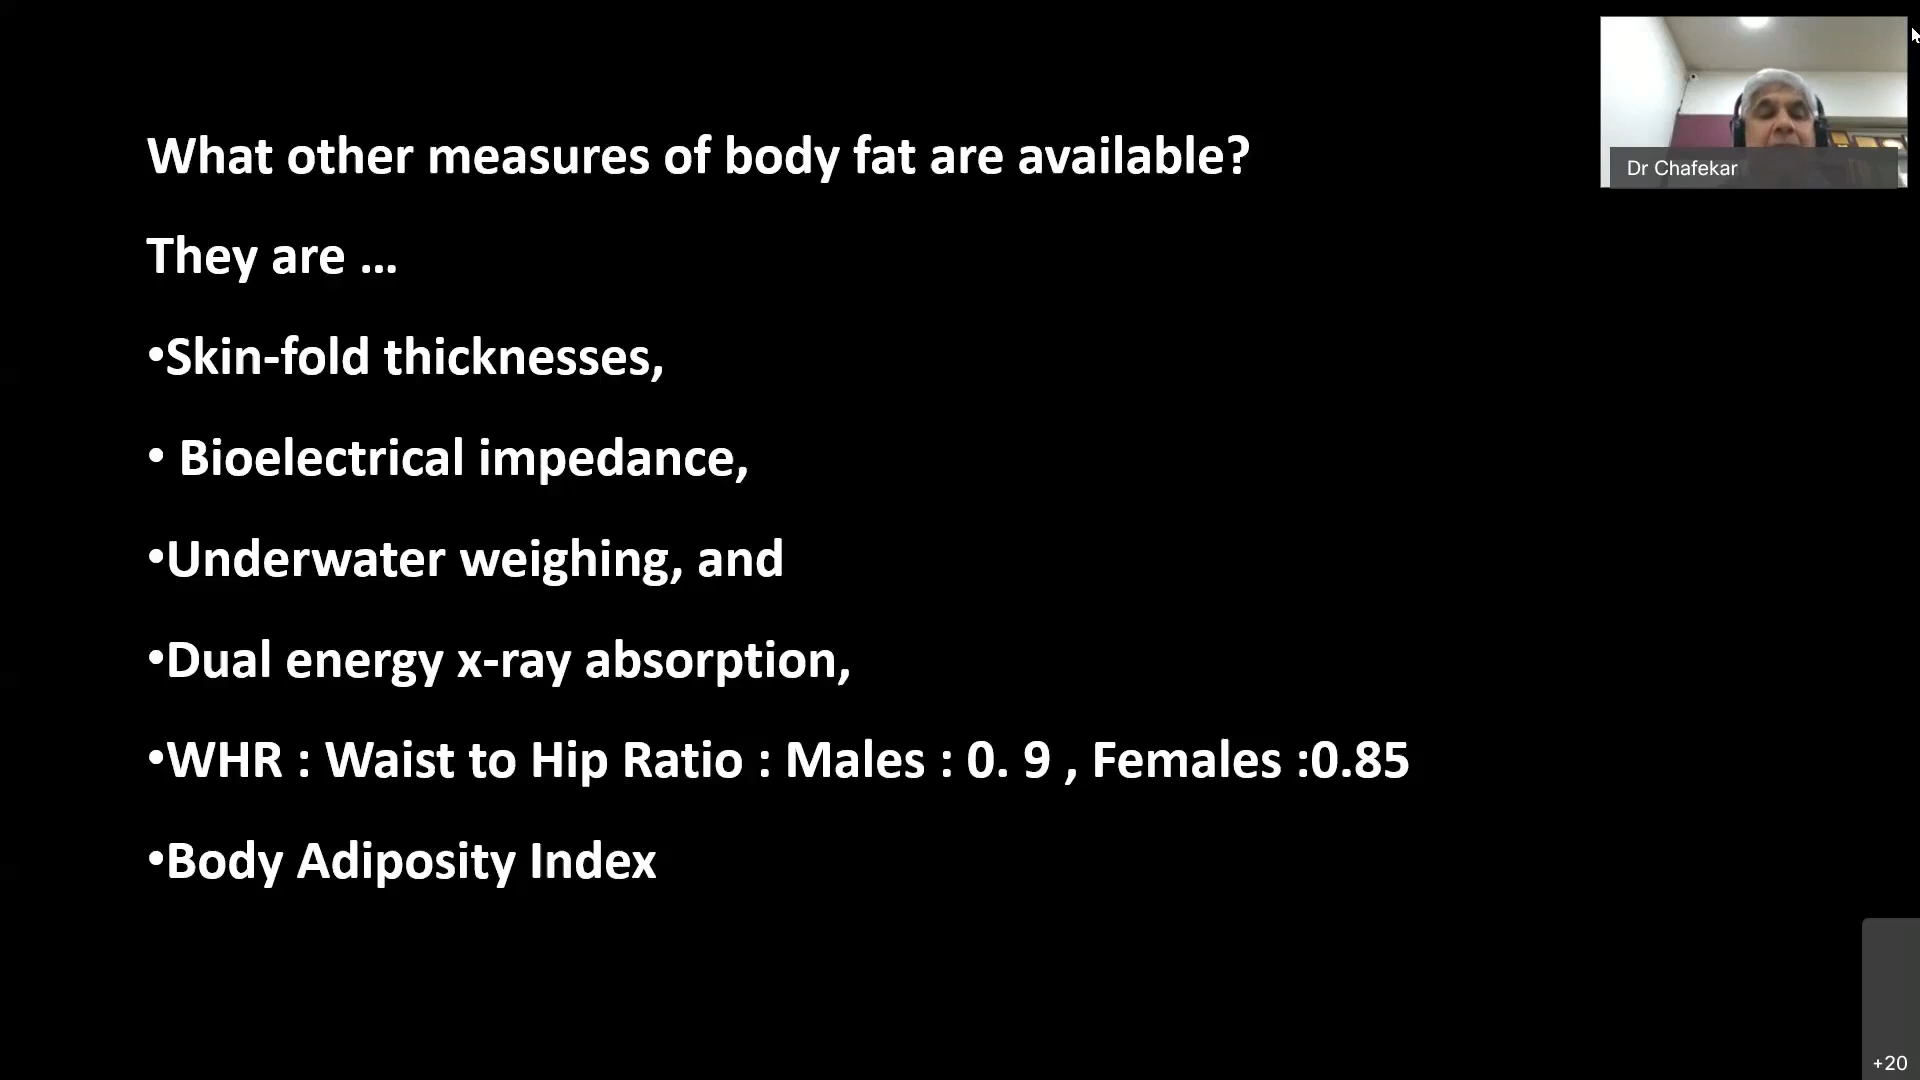 What other measures of body fat are available?
They are ...
•Skin-fold thicknesses,
• Bioelectrical impedance,
•Underwater weighing, and
•Dual energy x-ray absorption,
•WHR : Waist to Hip Ratio : Males : 0. 9 , Females :0.85
•Body Adiposity Index
Dr Chafekar
+20